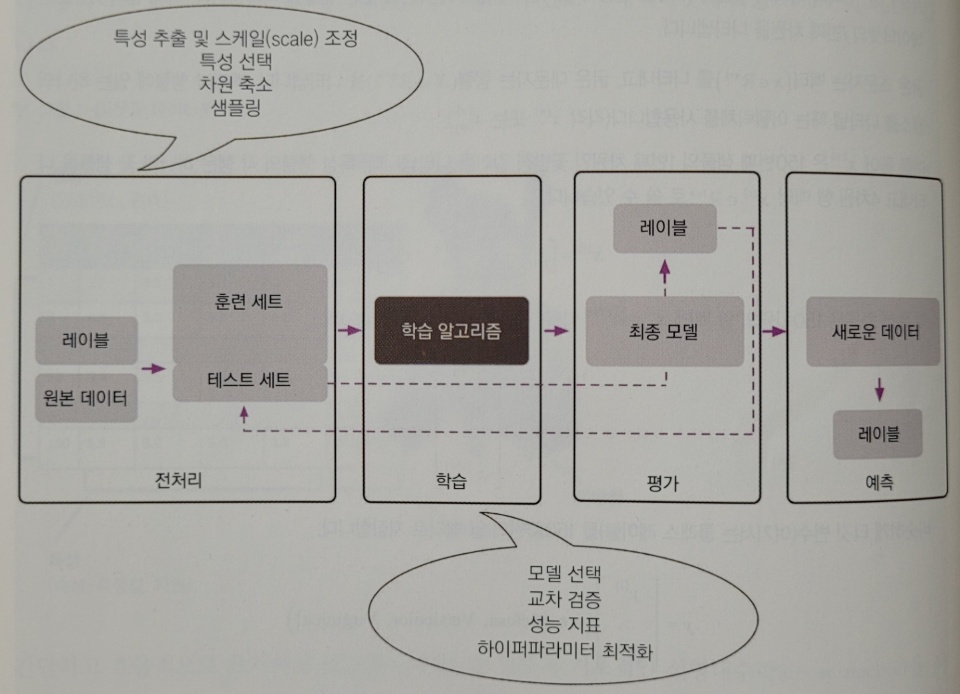 특성 추출 및 스케일(scale) 조정
특성 선택
차원 축소
샘플링
레이블
원본 데이터
훈련 세트
테스트 세트
전처리
학습 알고리즘
학습
레이블
최종 모델
평가
새로운 데이터
레이블
예측
모델 선택
교차 검증
성능 지표
하이퍼파라미터 최적화